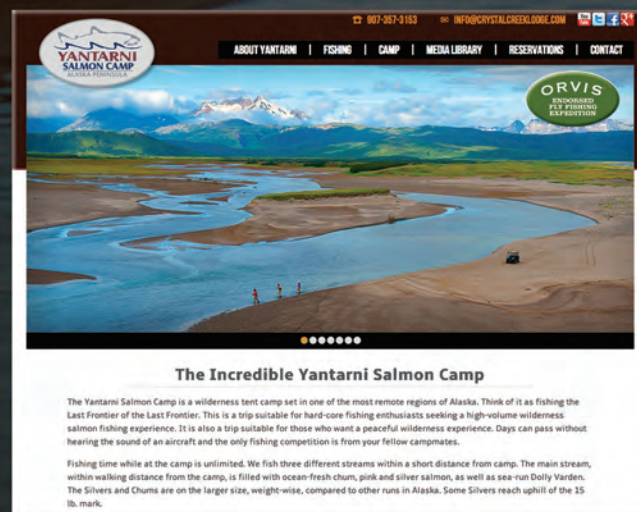 907-357-3153 INFO@CRYSTALCREEKLODGE.COM You Tube
YANTARNI
SALMON CAMP
ALASKA PENINSULA
ABOUT YANTARNI | FISHING | CAMP | MEDIA LIBRARY | RESERVATIONS | CONTACT
ORVIS
ENDORSED
FLY FISHING
EXPEDITION
The Incredible Yantarni Salmon Camp
The Yantarni Salmon Camp is a wilderness tent camp set in one of the most remote regions of Alaska. Think of it as fishing the
Last Frontier of the Last Frontier. This is a trip suitable for hard-core fishing enthusiasts seeking a high-volume wilderness
salmon fishing experience. It is also a trip suitable for those who want a peaceful wilderness experience. Days can pass without
hearing the sound of an aircraft and the only fishing competition is from your fellow campmates.
Fishing time while at the camp is unlimited. We fish three different streams within a short distance from camp. The main stream,
within walking distance from the camp, is filled with ocean-fresh chum, pink and silver salmon, as well as sea-run Dolly Varden.
The Silvers and Chums are on the larger size, weight-wise, compared to other runs in Alaska. Some Silvers reach uphill of the 15
lb. mark.